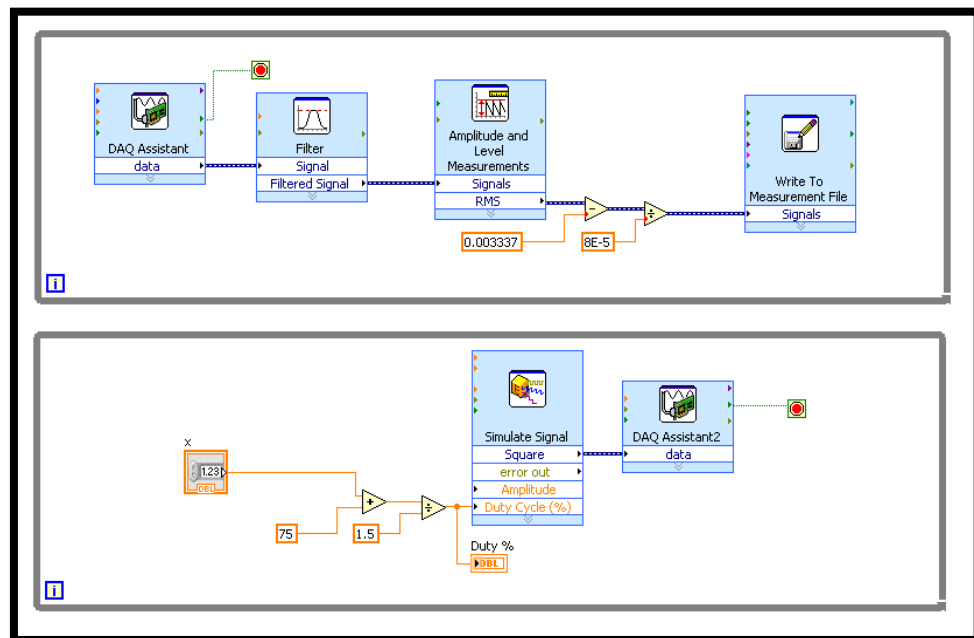 DAQ Assistant
data
Filter
Signal
Filtered Signal
Amplitude and
Level
Measurements
Signals
RMS
0.003337
8E-5
Write To
Measurement File
Signals
i
Simulate Signal
Square
error out
Amplitude
Duty Cycle (%)
DAQ Assistant2
data
x
1.23
DBL
75
1.5
Duty %
DBL
i